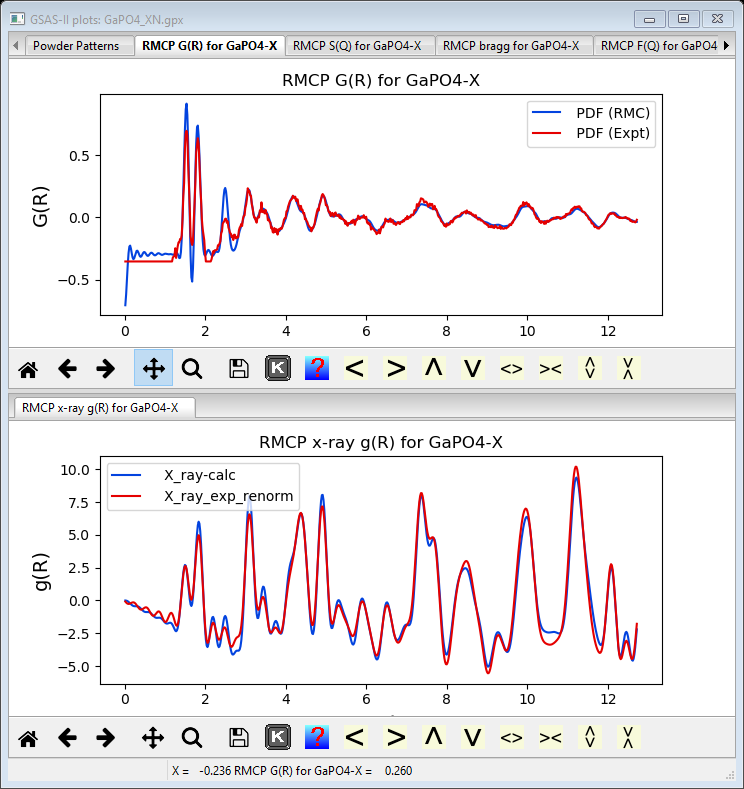 GSAS-II plots: GaPO4_XN.gpx
Powder Patterns RMCP G(R) for GaPO4-X RMCP S(Q) for GaPO4-X RMCP bragg for GaPO4-X RMCP F(Q) for GaPO4
RMCP G(R) for GaPO4-X
PDF (RMC)
PDF (Expt)
0.5
0.0
−0.5
G(R)
0 2 4 6 8 10 12
K ? < > Λ V <> >< <> ><
RMCP x-ray g(R) for GaPO4-X
RMCP x-ray g(R) for GaPO4-X
X_ray-calc
X_ray_exp_renorm
10.0
7.5
5.0
2.5
0.0
−2.5
−5.0
g(R)
0 2 4 6 8 10 12
K ? < > Λ V <> >< <> ><
X = -0.236 RMCP G(R) for GaPO4-X = 0.260